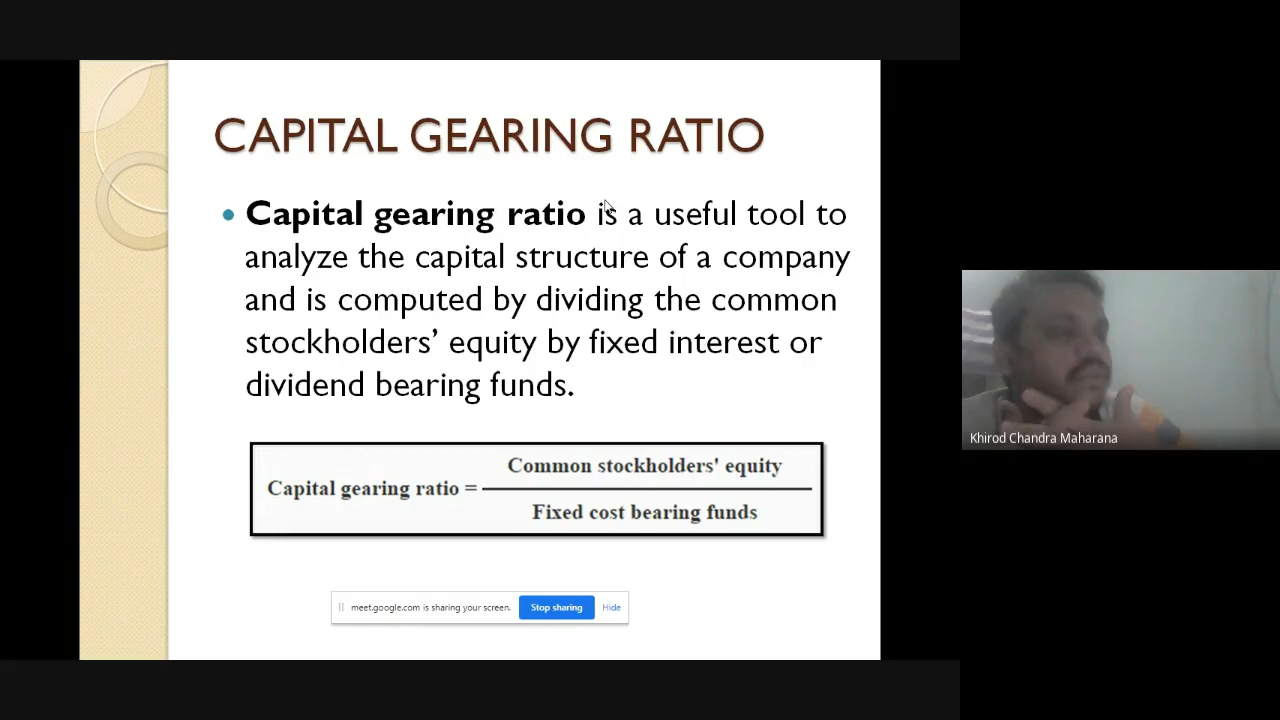 CAPITAL GEARING RATIO
• Capital gearing ratio is a useful tool to
analyze the capital structure of a company
and is computed by dividing the common
stockholders’ equity by fixed interest or
dividend bearing funds.
Common stockholders' equity
Capital gearing ratio =
Fixed cost bearing funds
meet.google.com is sharing your screen. Stop sharing Hide
Khirod Chandra Maharana